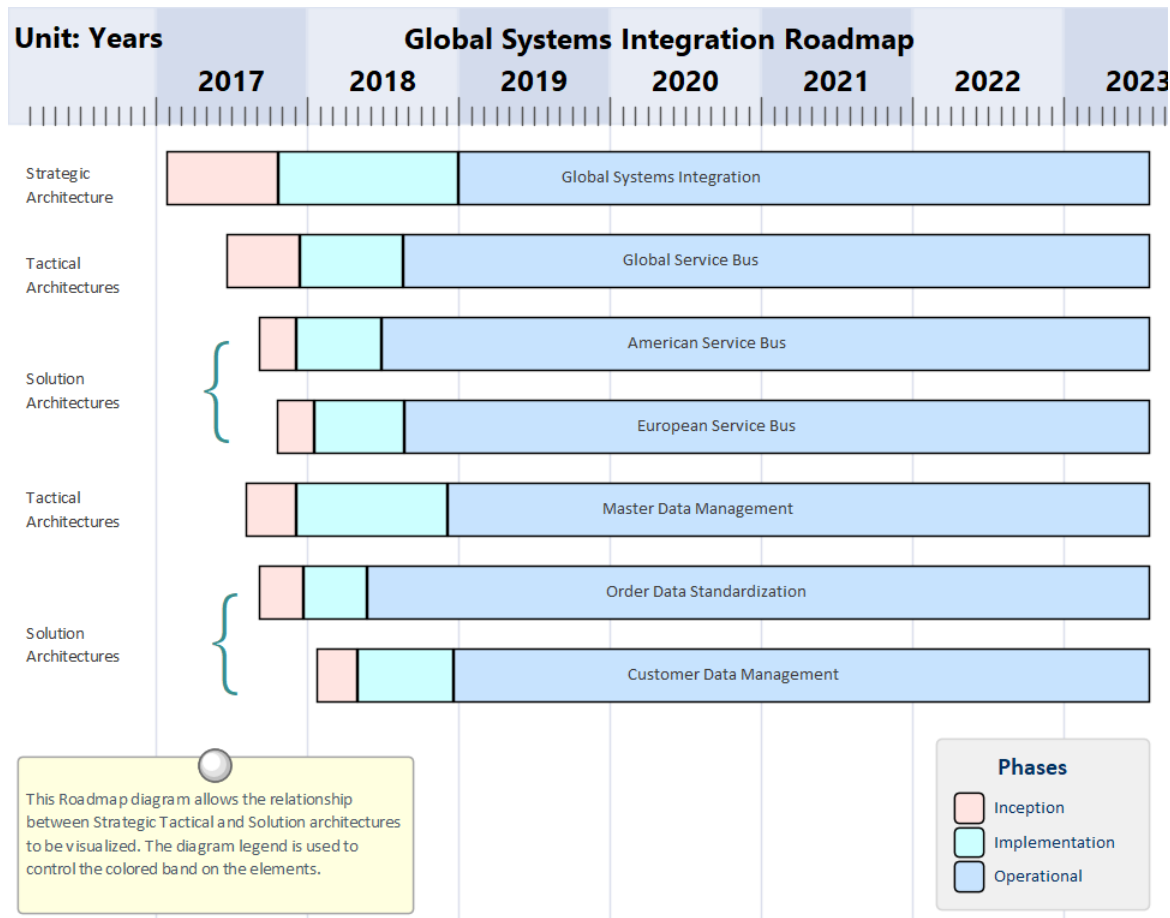 Unit: Years
Global Systems Integration Roadmap
2017 2018 2019 2020 2021 2022 2023
Strategic
Architecture
Global Systems Integration
Tactical
Architectures
Global Service Bus
American Service Bus
Solution
Architectures
European Service Bus
Tactical
Architectures
Master Data Management
Order Data Standardization
Solution
Architectures
Customer Data Management
This Roadmap diagram allows the relationship
between Strategic Tactical and Solution architectures
to be visualized. The diagram legend is used to
control the colored band on the elements.
Phases
Inception
Implementation
Operational